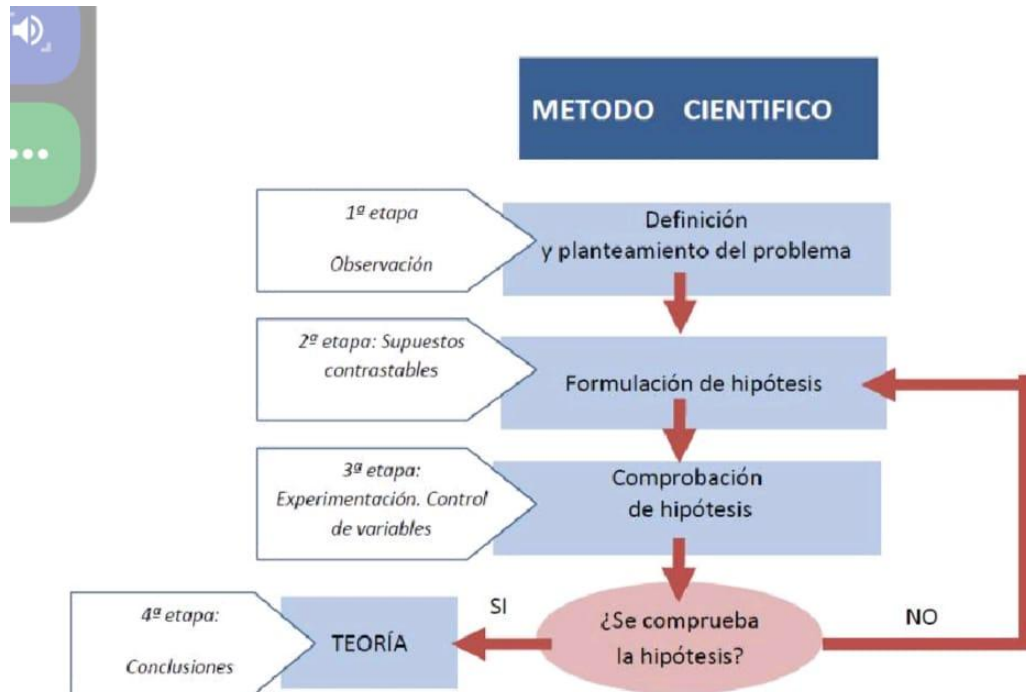 METODO CIENTIFICO
1ª etapa
Observación
Definición
y planteamiento del problema
2ª etapa: Supuestos
contrastables
Formulación de hipótesis
3ª etapa:
Experimentación. Control
de variables
Comprobación
de hipótesis
4ª etapa:
Conclusiones
TEORÍA
SI
¿Se comprueba
la hipótesis?
NO